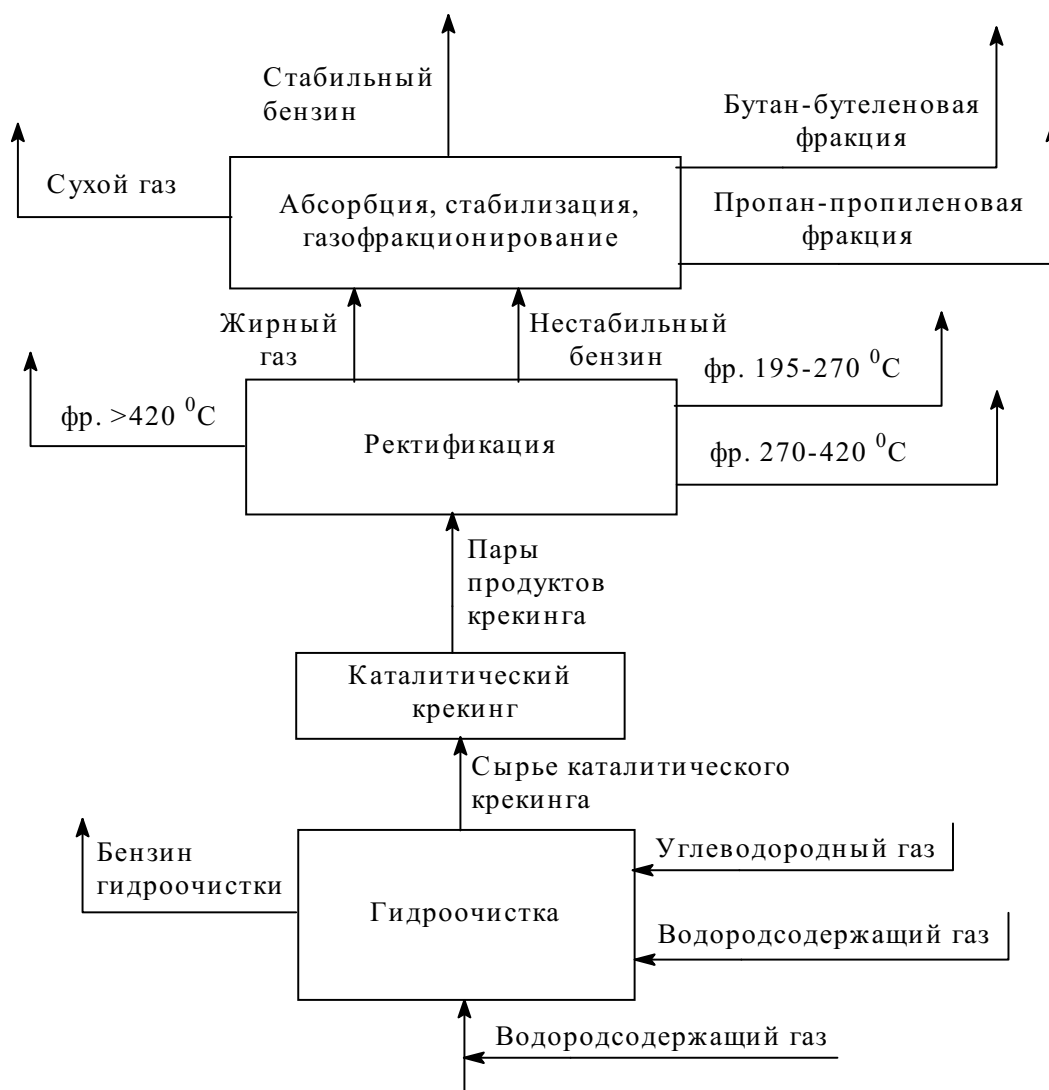 Стабильный
бензин
Бутан-бутеленовая
фракция
Сухой газ
Абсорбция, стабилизация,
газофракционирование
Пропан-пропиленовая
фракция
Жирный
газ
Нестабильный
бензин
фр. 195-270 ⁰С
фр. >420 ⁰С
Ректификация
фр. 270-420 ⁰С
Пары
продуктов
крекинга
Каталитический
крекинг
Сырье каталитического
крекинга
Бензин
гидроочистки
Углеводородный газ
Гидроочистка
Водородсодержащий газ
Водородсодержащий газ